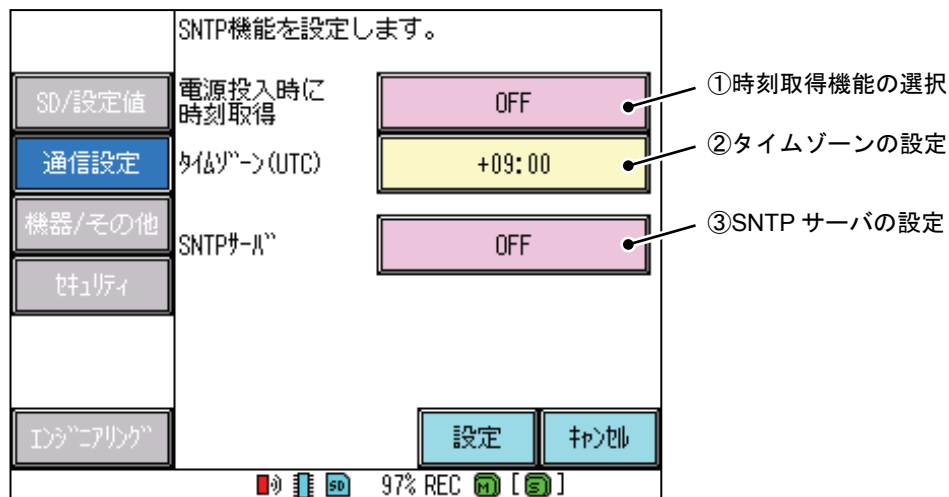 SNTP機能を設定します。
SD/設定値
電源投入時に
時刻取得
OFF
①時刻取得機能の選択
通信設定
ﾀｲﾑｿﾞｰﾝ(UTC)
+09:00
②タイムゾーンの設定
機器/その他
SNTPｻｰﾊﾞ
OFF
③SNTP サーバの設定
ｾｷｭﾘﾃｨ
ｴﾝｼﾞﾆｱﾘﾝｸﾞ
設定
ｷｬﾝｾﾙ
SD 97% REC M [S]